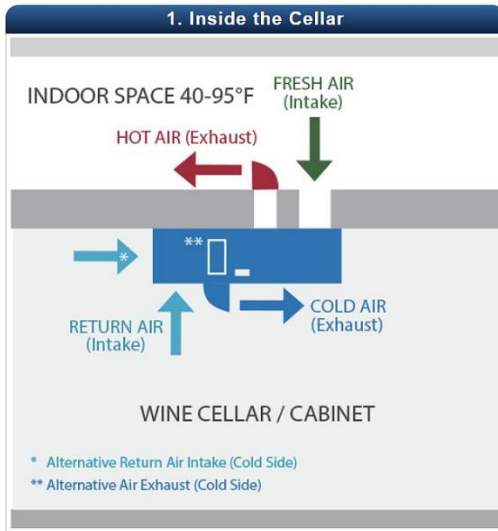 1. Inside the Cellar
INDOOR SPACE 40-95°F
FRESH AIR
(Intake)
HOT AIR (Exhaust)
*
**
RETURN AIR
(Intake)
COLD AIR
(Exhaust)
WINE CELLAR / CABINET
* Alternative Return Air Intake (Cold Side)
** Alternative Air Exhaust (Cold Side)